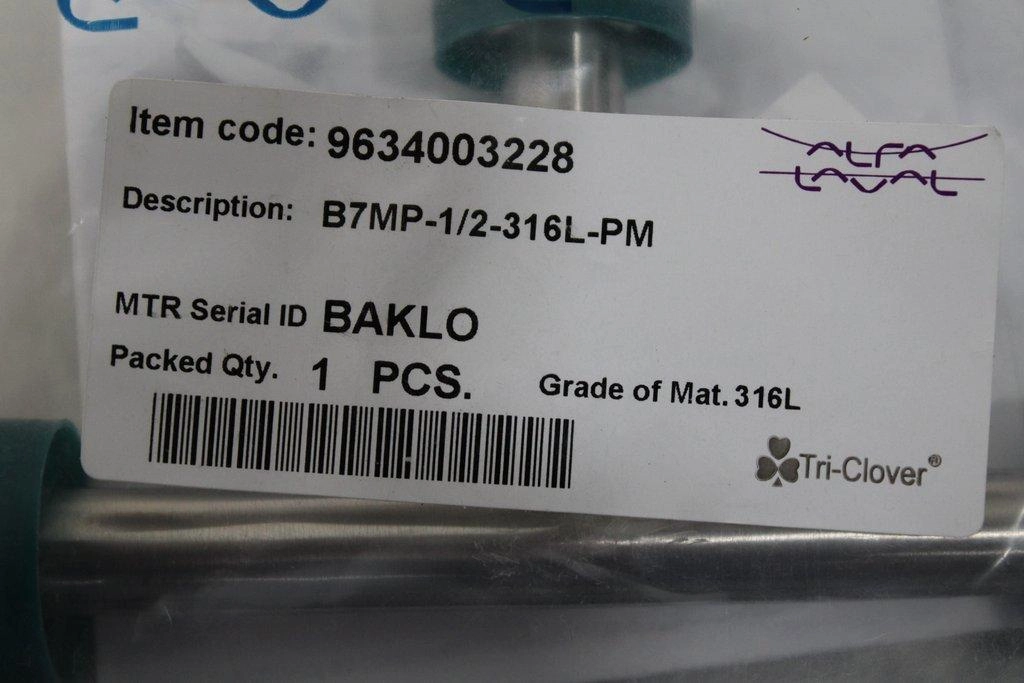 Item code: 9634003228
ALFA
LAVAL
Description: B7MP-1/2-316L-PM
MTR Serial ID BAKLO
Packed Qty. 1 PCS. Grade of Mat. 316L
Tri-Clover®